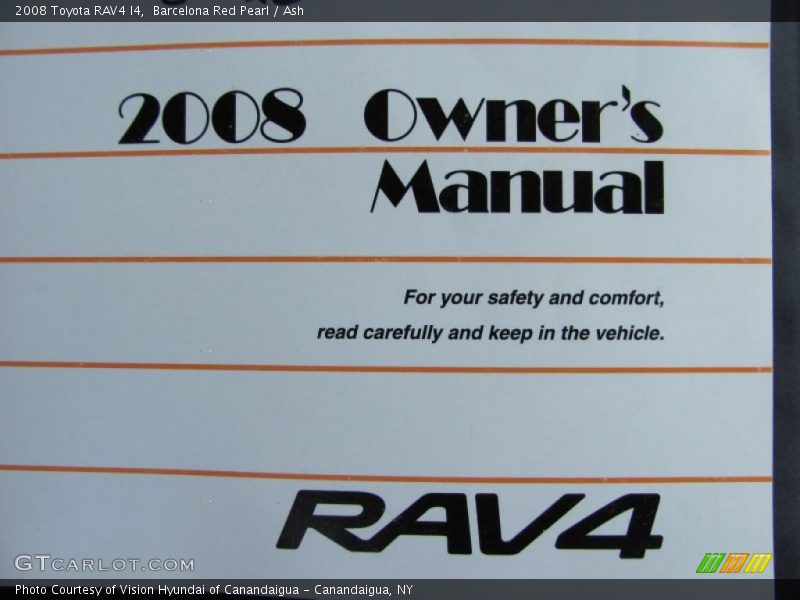 2008 Toyota RAV4 I4,  Barcelona Red Pearl / Ash
2008 Owner's
Manual
For your safety and comfort,
read carefully and keep in the vehicle.
RAV4
GTCARLOT.COM
Photo Courtesy of Vision Hyundai of Canandaigua - Canandaigua, NY